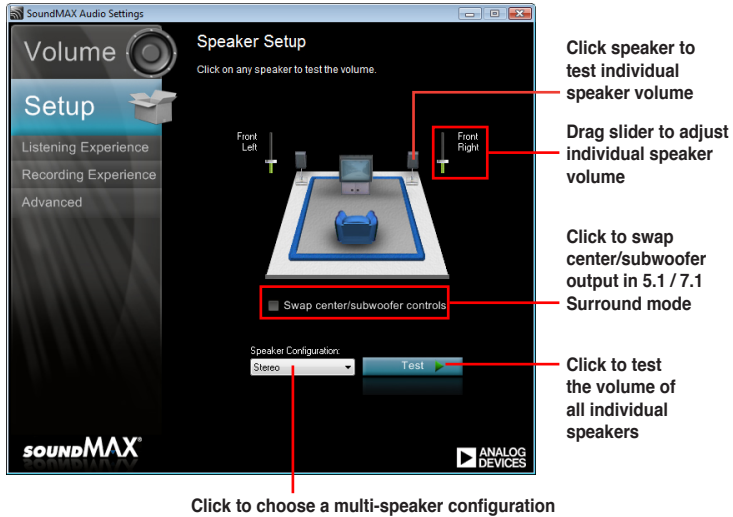 SoundMAX Audio Settings
Volume
Setup
Listening Experience
Recording Experience
Advanced
Speaker Setup
Click on any speaker to test the volume.
Front
Left
Front
Right
Swap center/subwoofer controls
Speaker Configuration:
Stereo
Test
SOUNDMAX®
ANALOG
DEVICES
Click speaker to
test individual
speaker volume
Drag slider to adjust
individual speaker
volume
Click to swap
center/subwoofer
output in 5.1 / 7.1
Surround mode
Click to test
the volume of
all individual
speakers
Click to choose a multi-speaker configuration